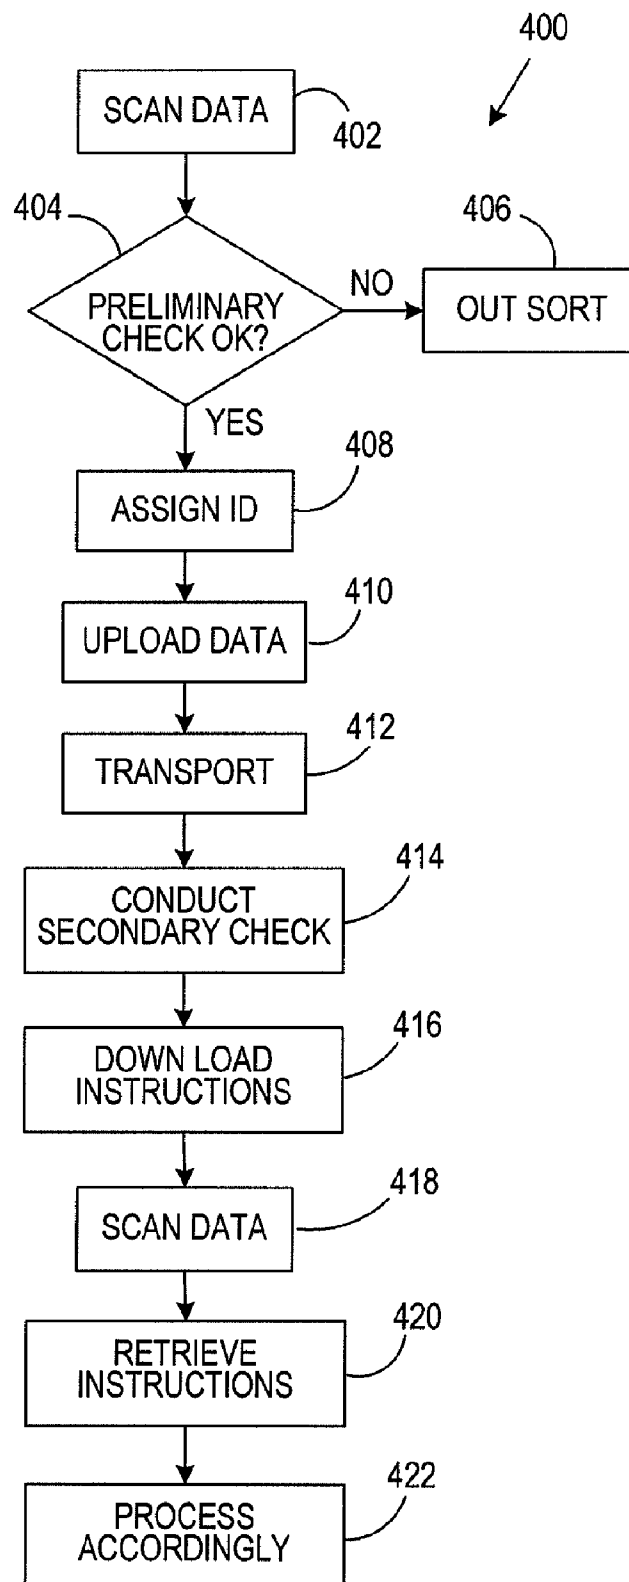 400
SCAN DATA
402
404
PRELIMINARY
CHECK OK?
NO
406
OUT SORT
YES
408
ASSIGN ID
410
UPLOAD DATA
412
TRANSPORT
414
CONDUCT
SECONDARY CHECK
416
DOWN LOAD
INSTRUCTIONS
418
SCAN DATA
420
RETRIEVE
INSTRUCTIONS
422
PROCESS
ACCORDINGLY